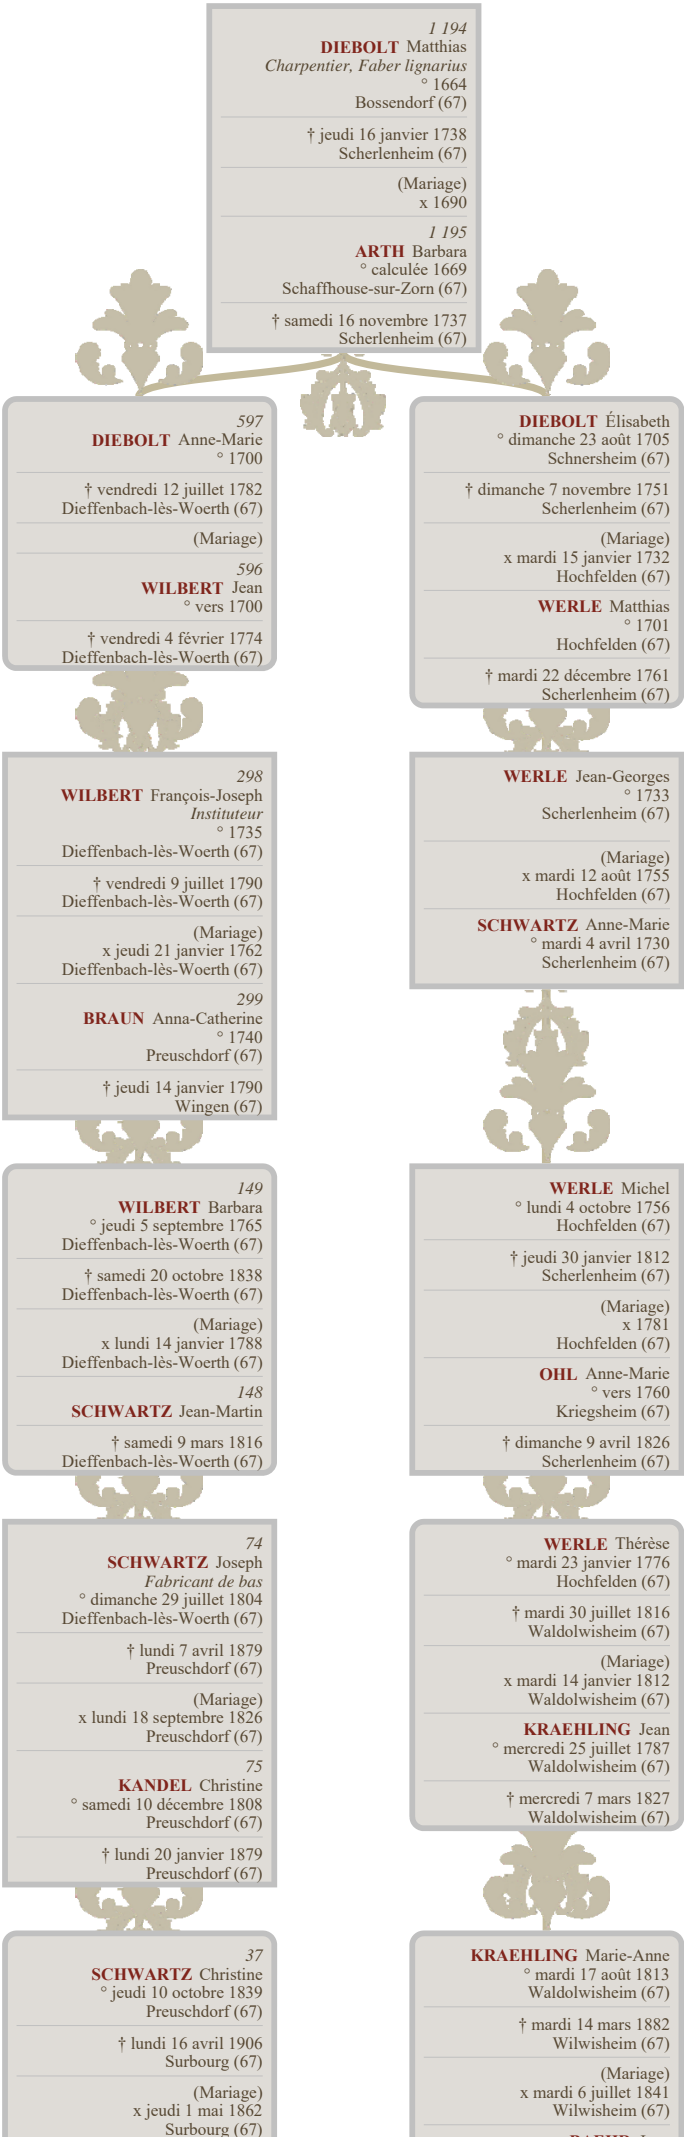 1 194
DIEBOLT Matthias
Charpentier, Faber lignarius
° 1664
Bossendorf (67)
† jeudi 16 janvier 1738
Scherlenheim (67)
(Mariage)
x 1690
1 195
ARTH Barbara
° calculée 1669
Schaffhouse-sur-Zorn (67)
† samedi 16 novembre 1737
Scherlenheim (67)
597
DIEBOLT Anne-Marie
° 1700
† vendredi 12 juillet 1782
Dieffenbach-lès-Woerth (67)
(Mariage)
596
WILBERT Jean
° vers 1700
† vendredi 4 février 1774
Dieffenbach-lès-Woerth (67)
DIEBOLT Élisabeth
° dimanche 23 août 1705
Schnersheim (67)
† dimanche 7 novembre 1751
Scherlenheim (67)
(Mariage)
x mardi 15 janvier 1732
Hochfelden (67)
WERLE Matthias
° 1701
Hochfelden (67)
† mardi 22 décembre 1761
Scherlenheim (67)
298
WILBERT François-Joseph
Instituteur
° 1735
Dieffenbach-lès-Woerth (67)
† vendredi 9 juillet 1790
Dieffenbach-lès-Woerth (67)
(Mariage)
x jeudi 21 janvier 1762
Dieffenbach-lès-Woerth (67)
299
BRAUN Anna-Catherine
° 1740
Preuschdorf (67)
† jeudi 14 janvier 1790
Wingen (67)
WERLE Jean-Georges
° 1733
Scherlenheim (67)
(Mariage)
x mardi 12 août 1755
Hochfelden (67)
SCHWARTZ Anne-Marie
° mardi 4 avril 1730
Scherlenheim (67)
149
WILBERT Barbara
° jeudi 5 septembre 1765
Dieffenbach-lès-Woerth (67)
† samedi 20 octobre 1838
Dieffenbach-lès-Woerth (67)
(Mariage)
x lundi 14 janvier 1788
Dieffenbach-lès-Woerth (67)
148
SCHWARTZ Jean-Martin
† samedi 9 mars 1816
Dieffenbach-lès-Woerth (67)
WERLE Michel
° lundi 4 octobre 1756
Hochfelden (67)
† jeudi 30 janvier 1812
Scherlenheim (67)
(Mariage)
x 1781
Hochfelden (67)
OHL Anne-Marie
° vers 1760
Kriegsheim (67)
† dimanche 9 avril 1826
Scherlenheim (67)
74
SCHWARTZ Joseph
Fabricant de bas
° dimanche 29 juillet 1804
Dieffenbach-lès-Woerth (67)
† lundi 7 avril 1879
Preuschdorf (67)
(Mariage)
x lundi 18 septembre 1826
Preuschdorf (67)
75
KANDEL Christine
° samedi 10 décembre 1808
Preuschdorf (67)
† lundi 20 janvier 1879
Preuschdorf (67)
WERLE Thérèse
° mardi 23 janvier 1776
Hochfelden (67)
† mardi 30 juillet 1816
Waldolwisheim (67)
(Mariage)
x mardi 14 janvier 1812
Waldolwisheim (67)
KRAEHLING Jean
° mercredi 25 juillet 1787
Waldolwisheim (67)
† mercredi 7 mars 1827
Waldolwisheim (67)
37
SCHWARTZ Christine
° jeudi 10 octobre 1839
Preuschdorf (67)
† lundi 16 avril 1906
Surbourg (67)
(Mariage)
x jeudi 1 mai 1862
Surbourg (67)
KRAEHLING Marie-Anne
° mardi 17 août 1813
Waldolwisheim (67)
† mardi 14 mars 1882
Wilwisheim (67)
(Mariage)
x mardi 6 juillet 1841
Wilwisheim (67)